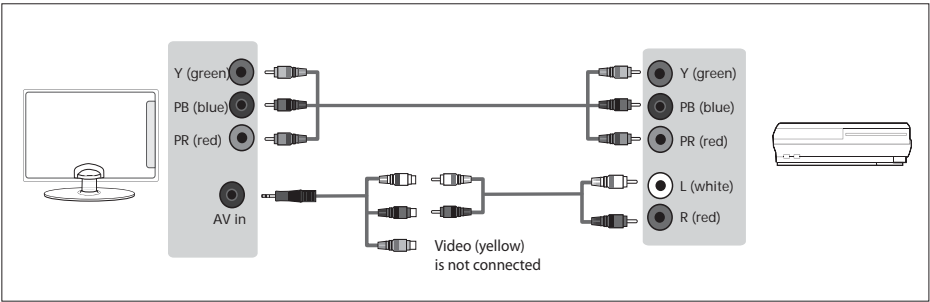 Y (green)
PB (blue)
PR (red)
AV in
Video (yellow)
is not connected
Y (green)
PB (blue)
PR (red)
L (white)
R (red)